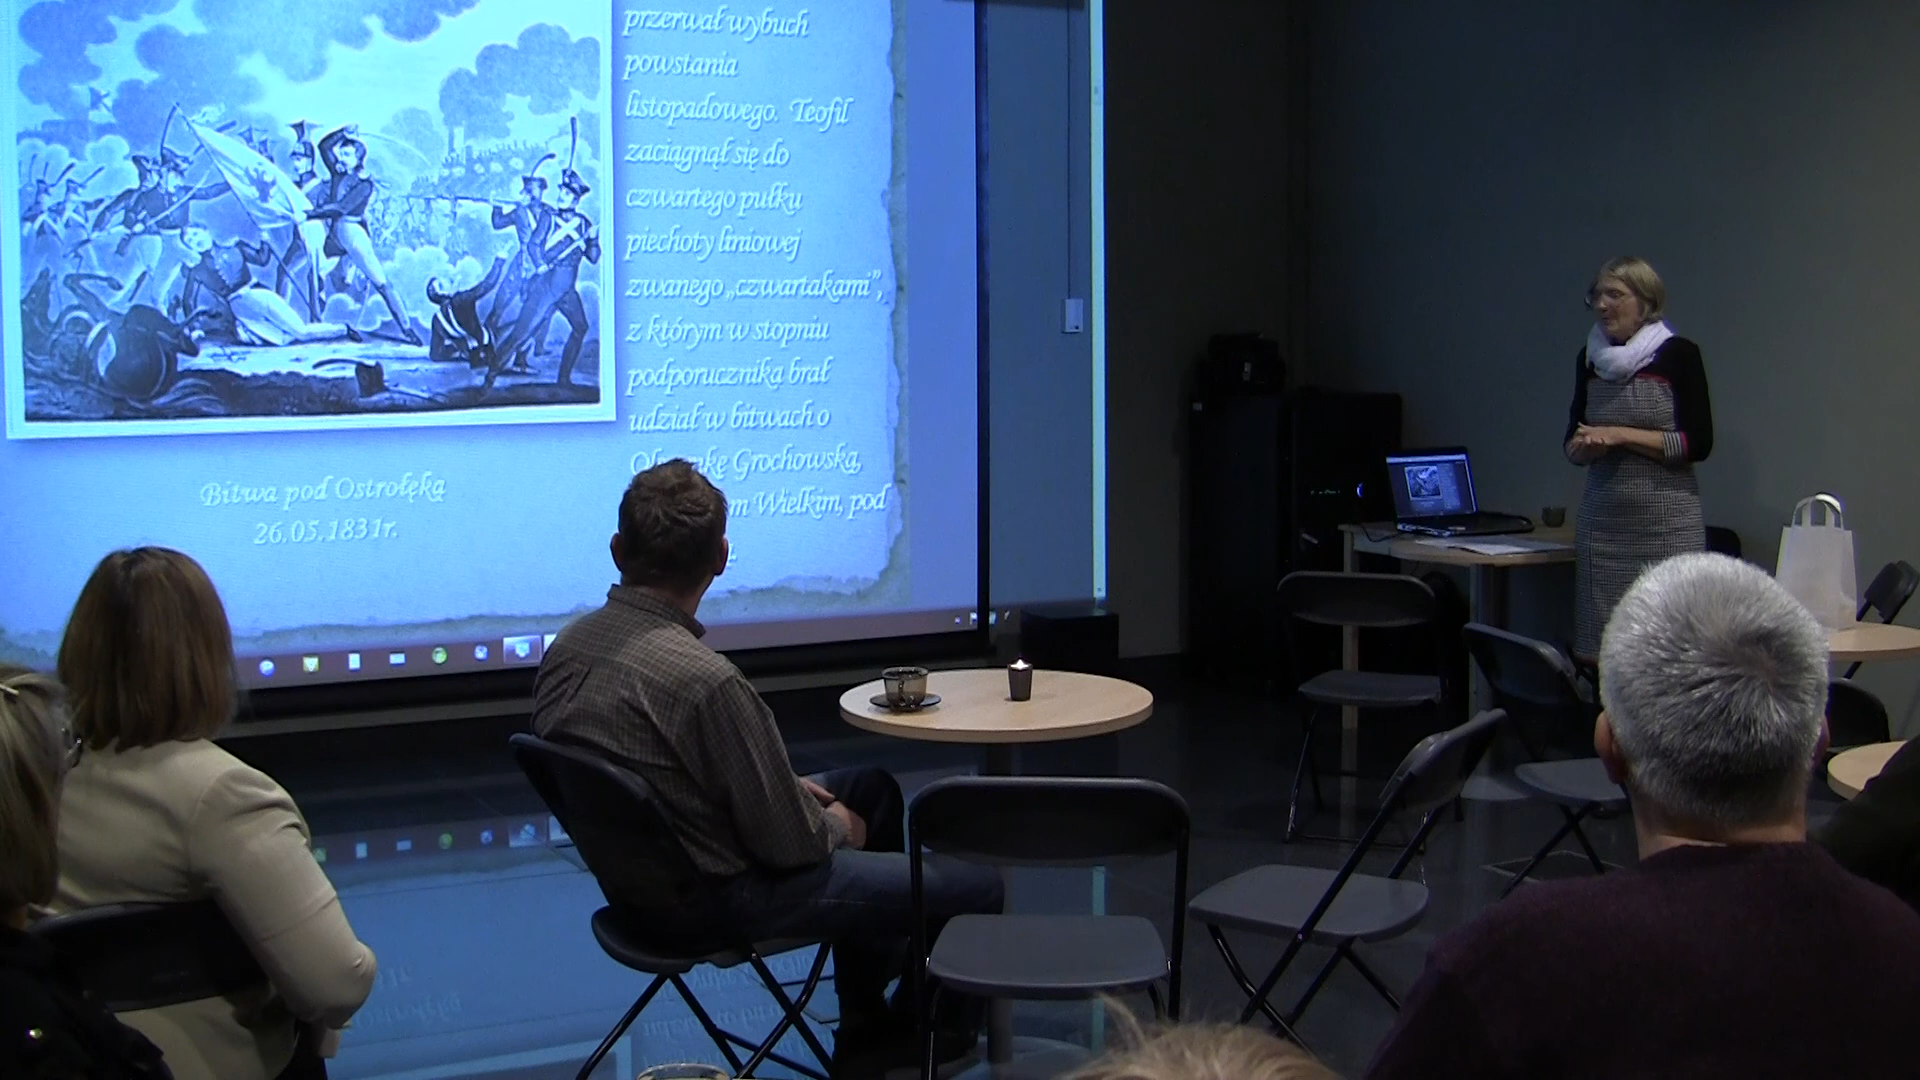 przerwał wybuch
powstania
listopadowego. Teofil
zaciągnął się do
czwartego pułku
piechoty liniowej
zwanego „czwartakami”,
z którym w stopniu
podporucznika brał
udział w bitwach o
Grochowską,
Wielkim, pod
Bitwa pod Ostrołęką
26.05.1831r.